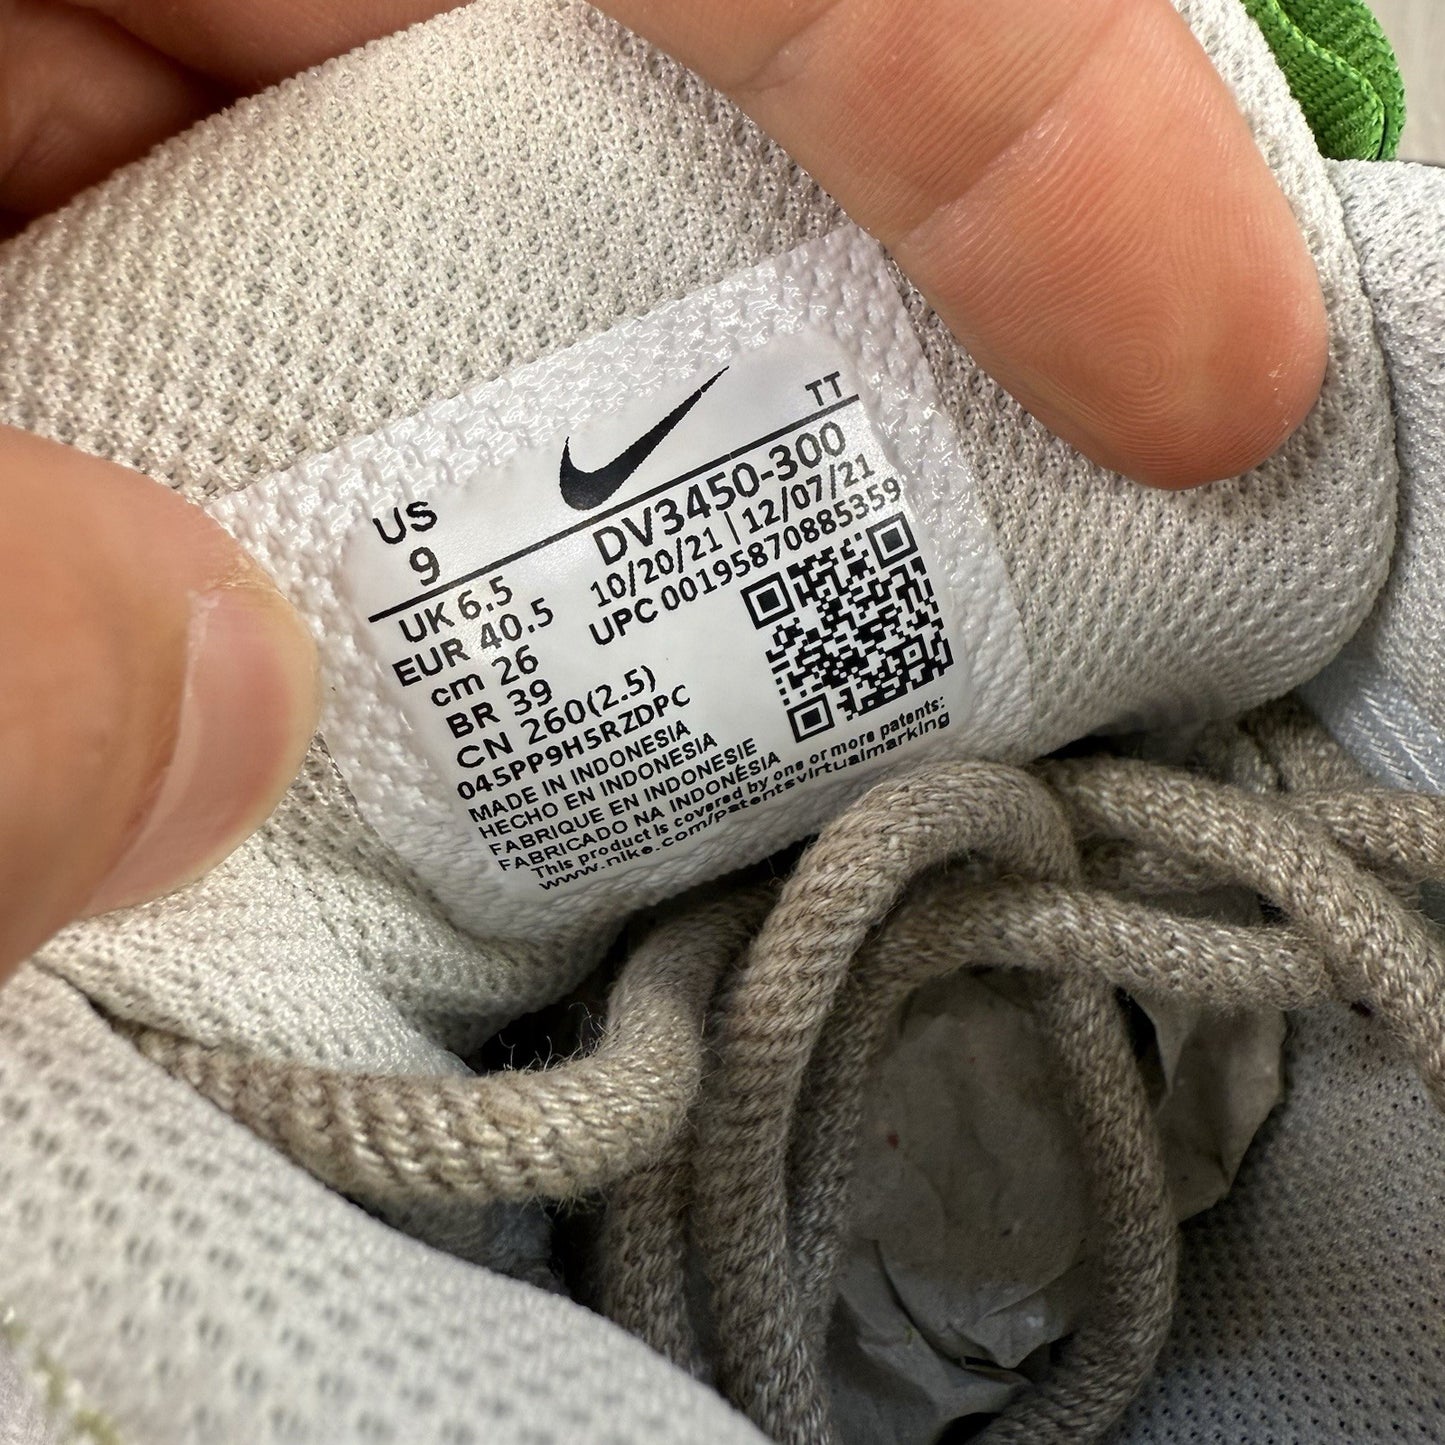 TT
US
9
DV3450-300
10/20/21 | 12/07/21
UPC 00195870885359
UK 6.5
EUR 40.5
cm 26
BR 39
CN 260(2.5)
045PP9H5RZDPC
MADE IN INDONESIA
HECHO EN INDONESIA
FABRIQUE EN INDONESIE
FABRICADO NA INDONÉSIA
This product is covered by one or more patents:
www.nike.com/patentsvirtualmarking